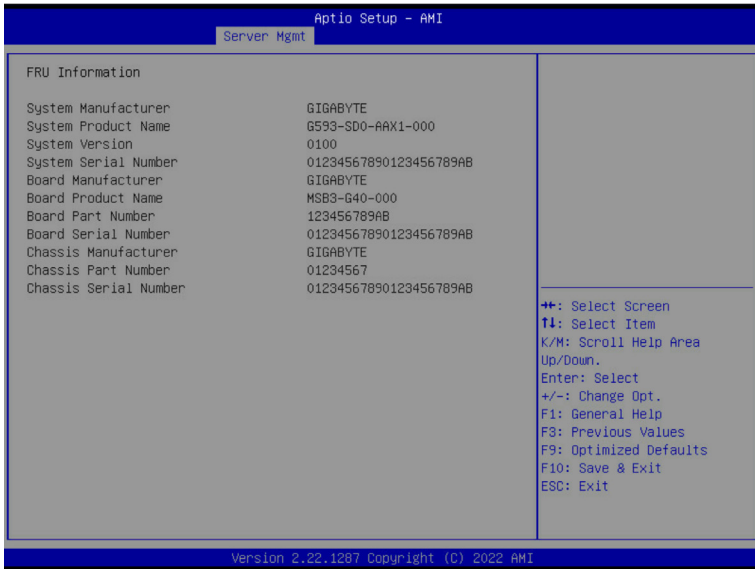 Aptio Setup – AMI
Server Mgmt
FRU Information
System Manufacturer GIGABYTE
System Product Name G593-SD0-AAX1-000
System Version 0100
System Serial Number 01234567890123456789AB
Board Manufacturer GIGABYTE
Board Product Name MSB3-G40-000
Board Part Number 123456789AB
Board Serial Number 01234567890123456789AB
Chassis Manufacturer GIGABYTE
Chassis Part Number 01234567
Chassis Serial Number 01234567890123456789AB
→←: Select Screen
↑↓: Select Item
K/M: Scroll Help Area
Up/Down.
Enter: Select
+/-: Change Opt.
F1: General Help
F3: Previous Values
F9: Optimized Defaults
F10: Save & Exit
ESC: Exit
Version 2.22.1287 Copyright (C) 2022 AMI